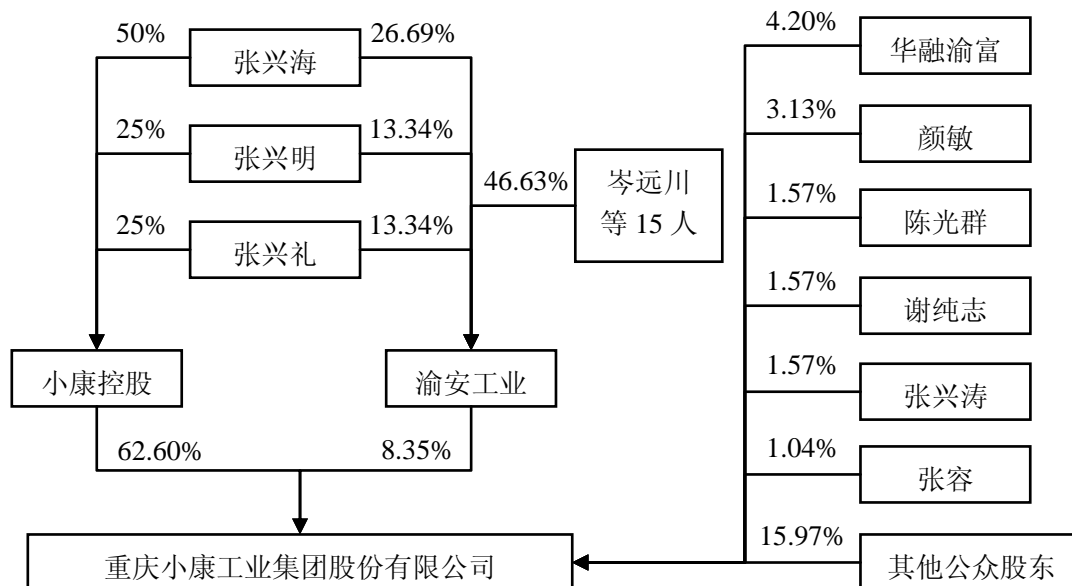 50%
张兴海
26.69%
25%
张兴明
13.34%
25%
张兴礼
13.34%
46.63%
岑远川
等 15 人
小康控股
渝安工业
62.60%
8.35%
4.20%
华融渝富
3.13%
颜敏
1.57%
陈光群
1.57%
谢纯志
1.57%
张兴涛
1.04%
张容
15.97%
其他公众股东
重庆小康工业集团股份有限公司